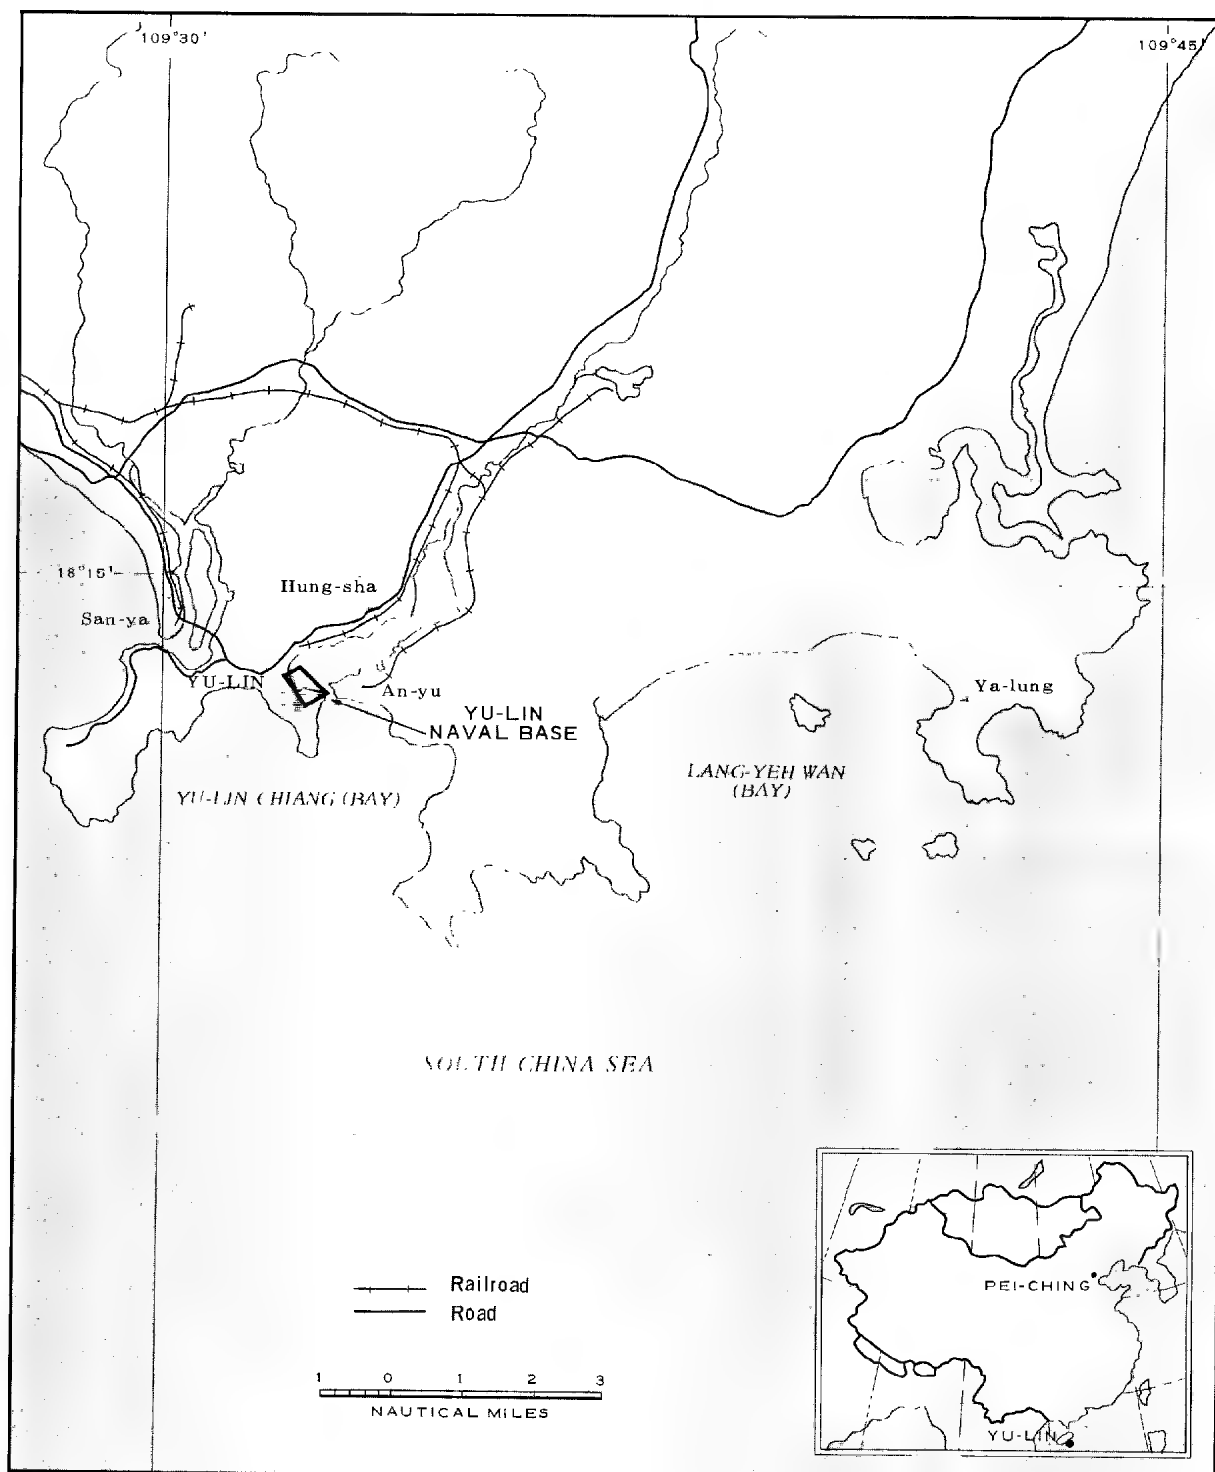 109°30'
109°45'
18°15'
Hung-sha
San-ya
YU-LIN
An-yu
Ya-lung
YU-LIN
NAVAL BASE
LANG-YEH WAN
(BAY)
YU-LIN CHIANG (BAY)
SOUTH CHINA SEA
PEI-CHING
Railroad
Road
1 0 1 2 3
NAUTICAL MILES
YU-LIN